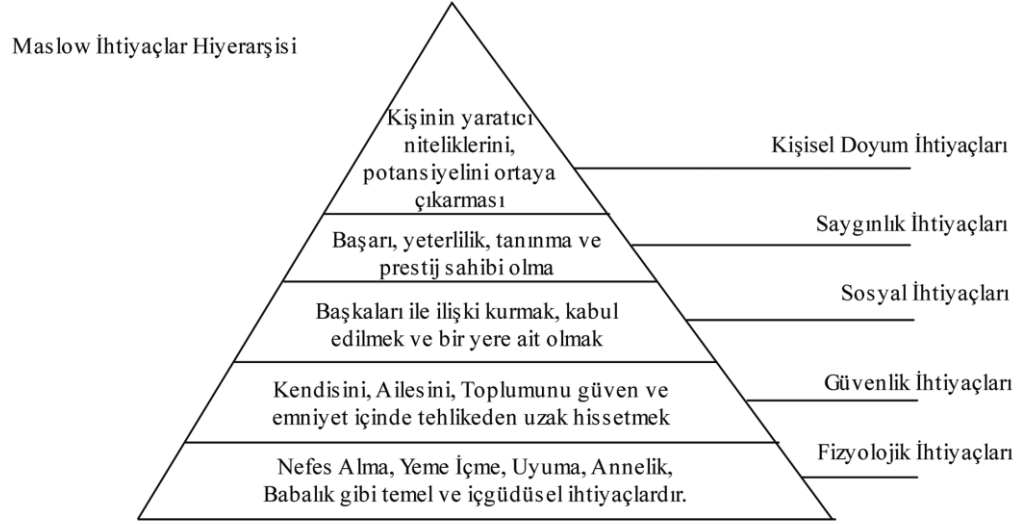 Maslow İhtiyaçlar Hiyerarşisi
Kişinin yaratıcı
niteliklerini,
potansiyelini ortaya
çıkarması
Kişisel Doyum İhtiyaçları
Başarı, yeterlilik, tanınma ve
prestij sahibi olma
Saygınlık İhtiyaçları
Başkaları ile ilişki kurmak, kabul
edilmek ve bir yere ait olmak
Sosyal İhtiyaçları
Kendisini, Ailesini, Toplumunu güven ve
emniyet içinde tehlikeden uzak hissetmek
Güvenlik İhtiyaçları
Nefes Alma, Yeme İçme, Uyuma, Annelik,
Babalık gibi temel ve içgüdüsel ihtiyaçlardır.
Fizyolojik İhtiyaçları